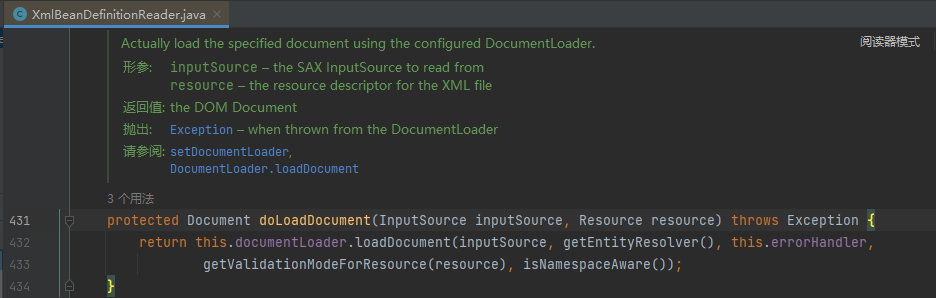 XmlBeanDefinitionReader.java
阅读器模式
Actually load the specified document using the configured DocumentLoader.
形参: inputSource – the SAX InputSource to read from
resource – the resource descriptor for the XML file
返回值: the DOM Document
抛出: Exception – when thrown from the DocumentLoader
请参阅: setDocumentLoader,
DocumentLoader.loadDocument
3 个用法
431 protected Document doLoadDocument(InputSource inputSource, Resource resource) throws Exception {
432 return this.documentLoader.loadDocument(inputSource, getEntityResolver(), this.errorHandler,
433 getValidationModeForResource(resource), isNamespaceAware());
434 }